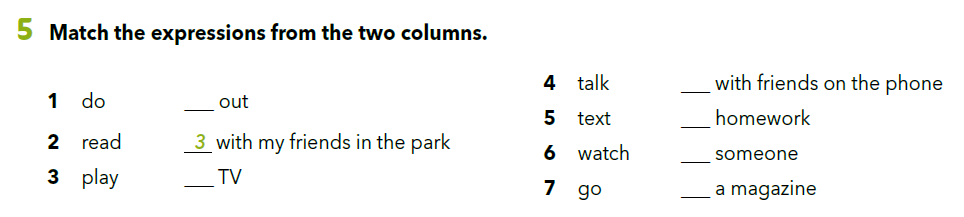 5 Match the expressions from the two columns.
1 do ___ out
2 read _3_ with my friends in the park
3 play ___ TV
4 talk ___ with friends on the phone
5 text ___ homework
6 watch ___ someone
7 go ___ a magazine